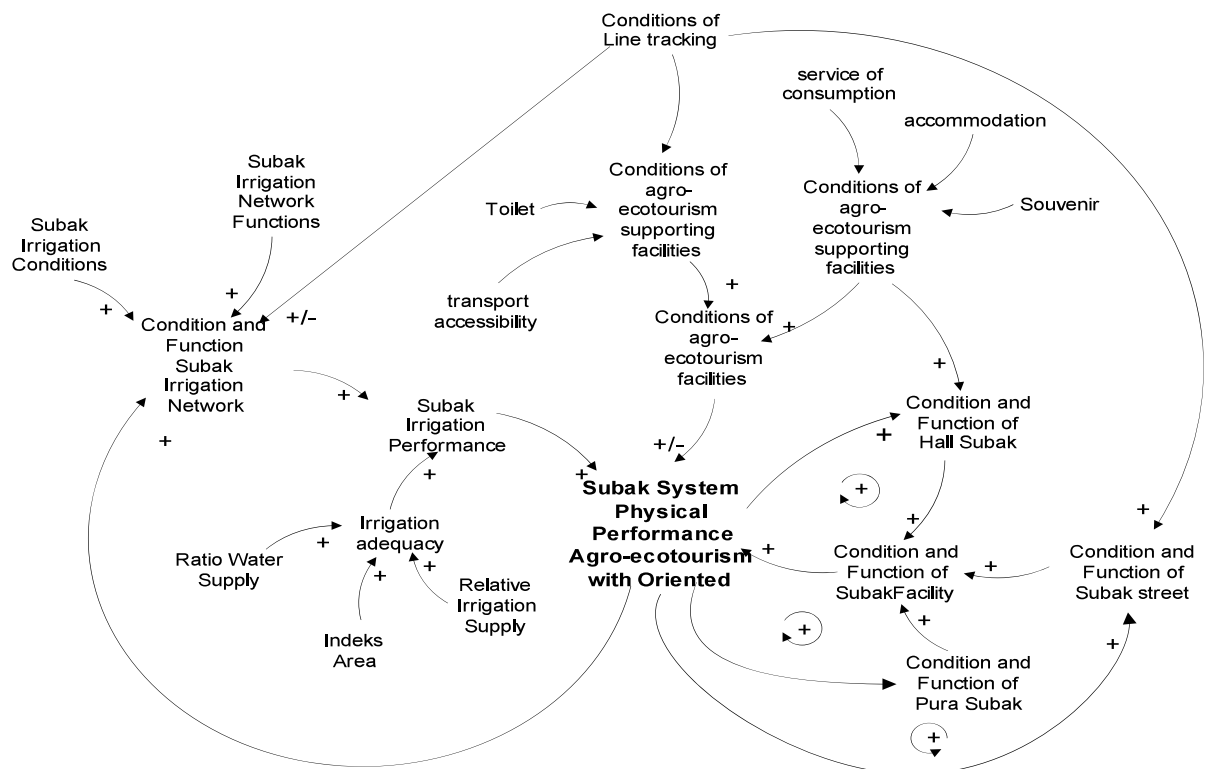 Conditions of
Line tracking
service of
consumption
accommodation
Subak
Irrigation
Network
Functions
Conditions of
agro-
ecotourism
supporting
facilities
Conditions of
agro-
ecotourism
supporting
facilities
Toilet
Souvenir
Subak
Irrigation
Conditions
transport
accessibility
+
+
+/-
+
+
Condition and
Function
Subak
Irrigation
Network
Conditions of
agro-
ecotourism
facilities
+
+
+
Subak
Irrigation
Performance
Condition and
Function of
Hall Subak
+
+/-
+
+
+
Subak System
Physical
Performance
Agro-ecotourism
with Oriented
+
+
+
Irrigation
adequacy
Ratio Water
Supply
+
+
+
Relative
Irrigation
Supply
Indeks
Area
+
Condition and
Function of
SubakFacility
+
Condition and
Function of
Subak street
+
+
+
Condition and
Function of
Pura Subak
+